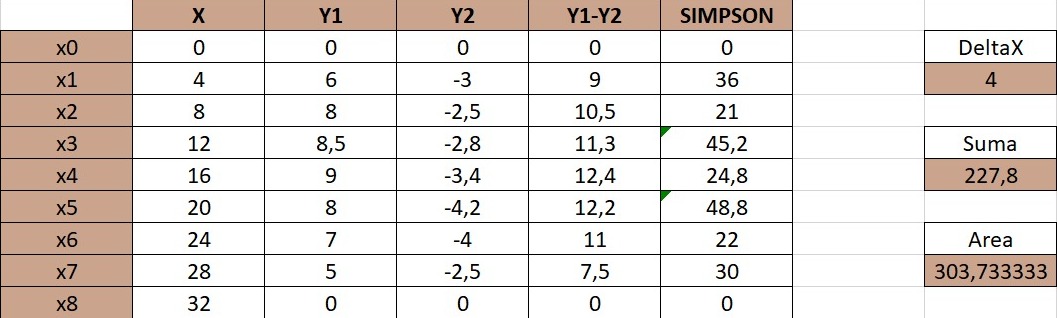 X Y1 Y2 Y1-Y2 SIMPSON
x0 0 0 0 0 0 DeltaX
x1 4 6 -3 9 36 4
x2 8 8 -2,5 10,5 21
x3 12 8,5 -2,8 11,3 45,2 Suma
x4 16 9 -3,4 12,4 24,8 227,8
x5 20 8 -4,2 12,2 48,8
x6 24 7 -4 11 22 Area
x7 28 5 -2,5 7,5 30 303,733333
x8 32 0 0 0 0